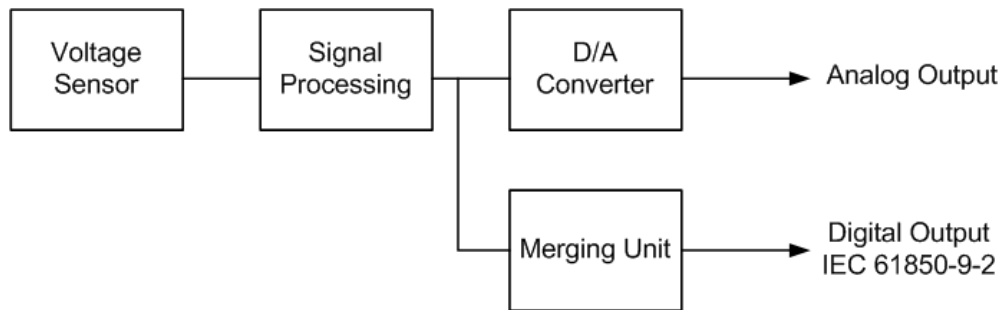 Voltage
Sensor
Signal
Processing
D/A
Converter
Analog Output
Merging Unit
Digital Output
IEC 61850-9-2